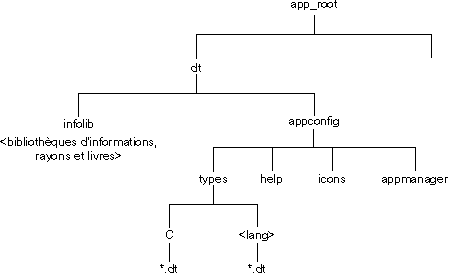 app_root
dt
infolib
appconfig
<bibliothèques d'informations,
rayons et livres>
types help icons appmanager
C <lang>
*.dt *.dt